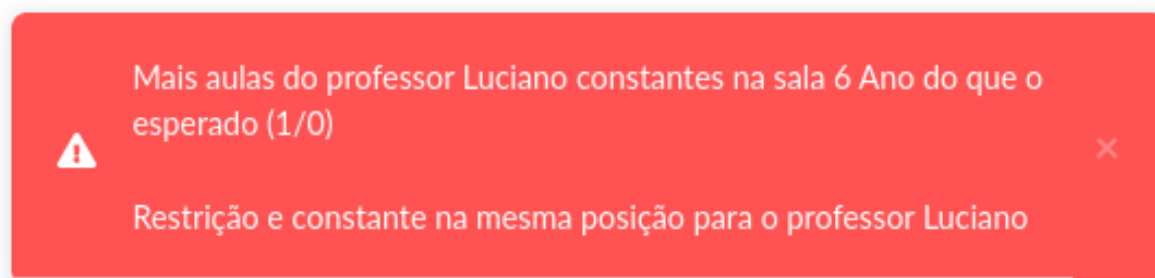 Mais aulas do professor Luciano constantes na sala 6 Ano do que o
esperado (1/0)
Restrição e constante na mesma posição para o professor Luciano